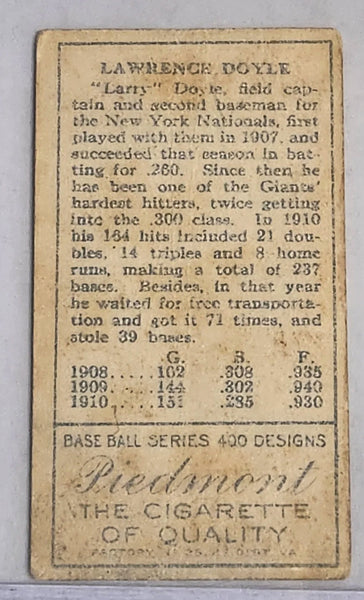 LAWRENCE DOYLE
"Larry" Doyle, field cap-
tain and second baseman for
the New York Nationals, first
played with them in 1907, and
succeeded that season in bat-
ting for .260. Since then he
has been one of the Giants'
hardest hitters, twice getting
into the .300 class. In 1910
his 164 hits included 21 dou-
bles, 14 triples and 8 home
runs, making a total of 237
bases. Besides, in that year
he waited for free transporta-
tion and got it 71 times, and
stole 39 bases.
G. B. F.
1908.....102 .308 .935
1909.....144 .302 .940
1910.....151 .285 .930
BASE BALL SERIES 400 DESIGNS
Piedmont
THE CIGARETTE
OF QUALITY
FACTORY 25, DIST. VA.